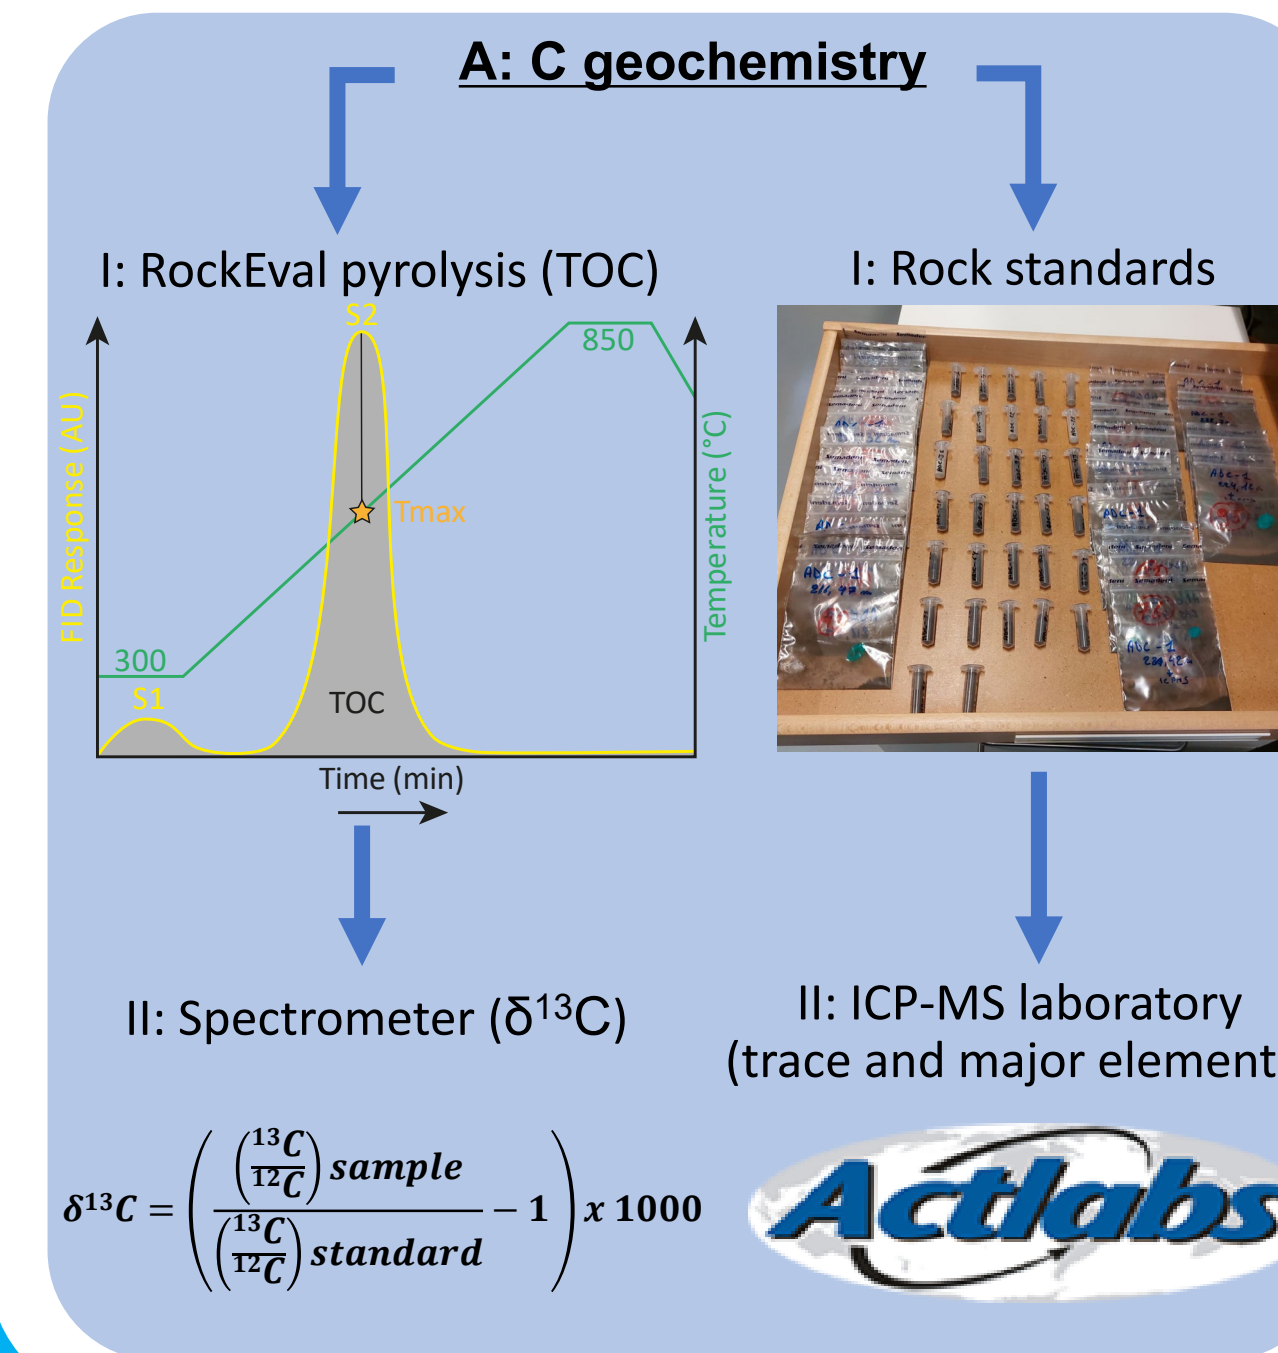 A: C geochemistry
I: RockEval pyrolysis (TOC)
S2
850
FID Response (AU)
Temperature (°C)
Tmax
300
S1
TOC
Time (min)
II: Spectrometer (δ¹³C)
δ¹³C = ( (¹³C/¹²C) sample / (¹³C/¹²C) standard − 1 ) x 1000
I: Rock standards
ABC-1
II: ICP-MS laboratory
(trace and major element
Actlabs